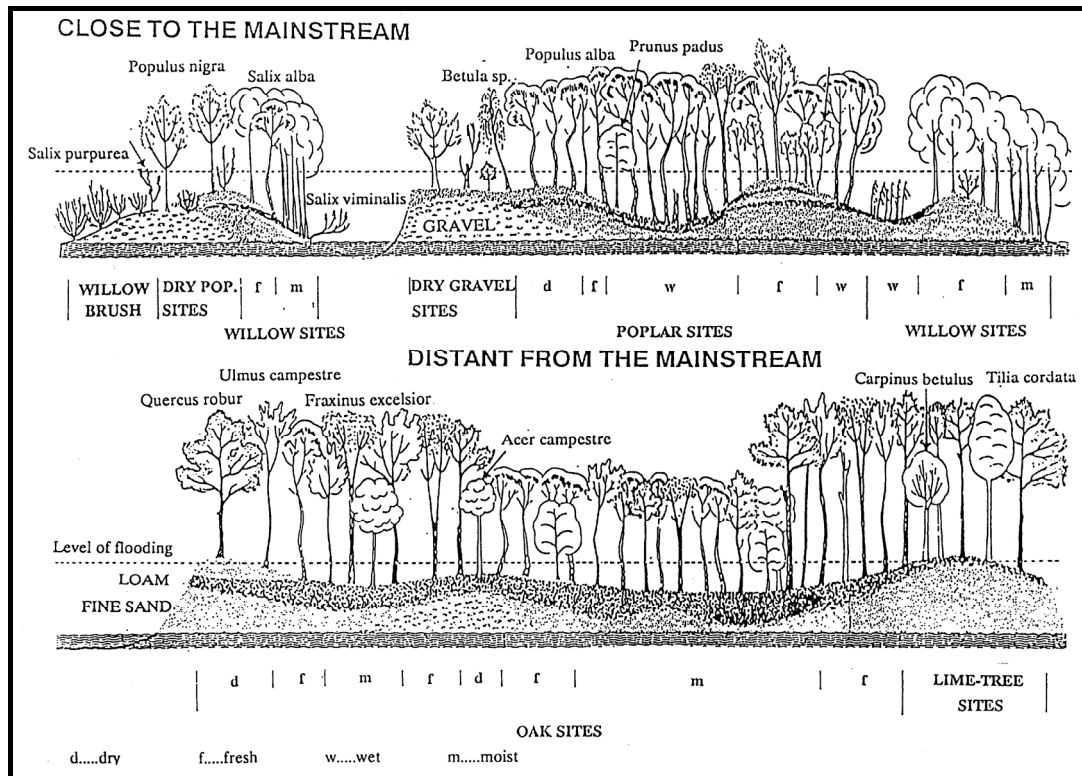 CLOSE TO THE MAINSTREAM
Populus nigra
Salix alba
Betula sp.
Populus alba
Prunus padus
Salix purpurea
Salix viminalis
GRAVEL
WILLOW
BRUSH
DRY POP.
SITES
f
m
DRY GRAVEL
SITES
d
f
w
f
w
w
f
m
WILLOW SITES
POPLAR SITES
WILLOW SITES
DISTANT FROM THE MAINSTREAM
Ulmus campestre
Carpinus betulus
Tilia cordata
Quercus robur
Fraxinus excelsior
Acer campestre
Level of flooding
LOAM
FINE SAND
d
f
m
f
d
f
m
f
LIME-TREE
SITES
OAK SITES
d.....dry
f.....fresh
w.....wet
m.....moist